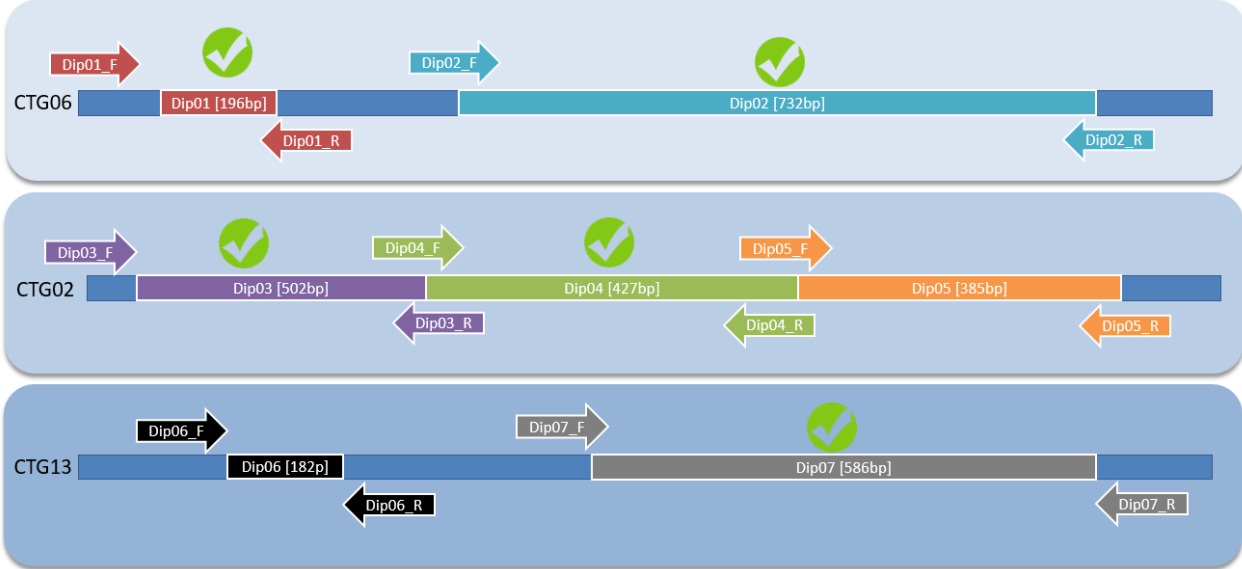 Dip01_F
Dip02_F
CTG06
Dip01 [196bp]
Dip02 [732bp]
Dip01_R
Dip02_R
Dip03_F
Dip04_F
Dip05_F
CTG02
Dip03 [502bp]
Dip04 [427bp]
Dip05 [385bp]
Dip03_R
Dip04_R
Dip05_R
Dip06_F
Dip07_F
CTG13
Dip06 [182p]
Dip07 [586bp]
Dip06_R
Dip07_R